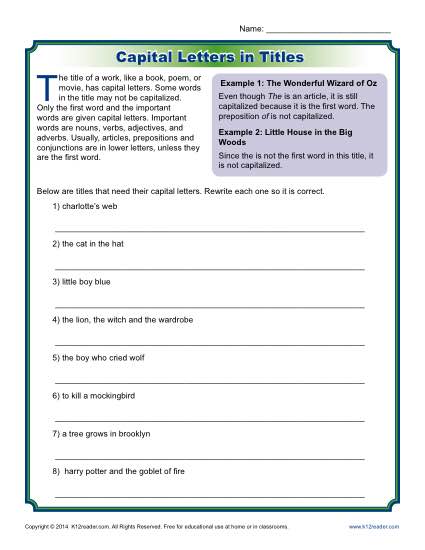 Name: ____________________________
Capital Letters in Titles
The title of a work, like a book, poem, or
movie, has capital letters. Some words
in the title may not be capitalized.
Only the first word and the important
words are given capital letters. Important
words are nouns, verbs, adjectives, and
adverbs. Usually, articles, prepositions and
conjunctions are in lower letters, unless they
are the first word.
Example 1: The Wonderful Wizard of Oz
Even though The is an article, it is still
capitalized because it is the first word. The
preposition of is not capitalized.
Example 2: Little House in the Big
Woods
Since the is not the first word in this title, it
is not capitalized.
Below are titles that need their capital letters. Rewrite each one so it is correct.
1) charlotte's web
2) the cat in the hat
3) little boy blue
4) the lion, the witch and the wardrobe
5) the boy who cried wolf
6) to kill a mockingbird
7) a tree grows in brooklyn
8) harry potter and the goblet of fire
Copyright © 2014 K12reader.com. All Rights Reserved. Free for educational use at home or in classrooms.
www.k12reader.com